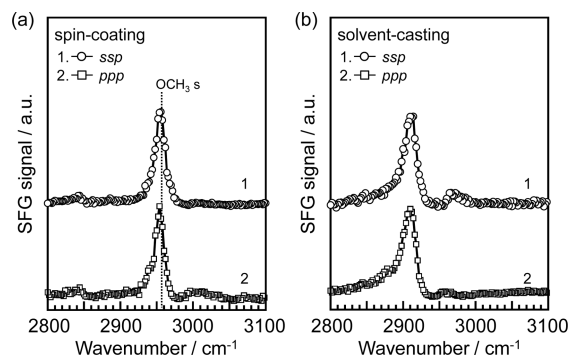 (a)
spin-coating
1. ssp
2. ppp
OCH₃ s
1
2
SFG signal / a.u.
2800 2900 3000 3100
Wavenumber / cm⁻¹
(b)
solvent-casting
1. ssp
2. ppp
1
2
SFG signal / a.u.
2800 2900 3000 3100
Wavenumber / cm⁻¹